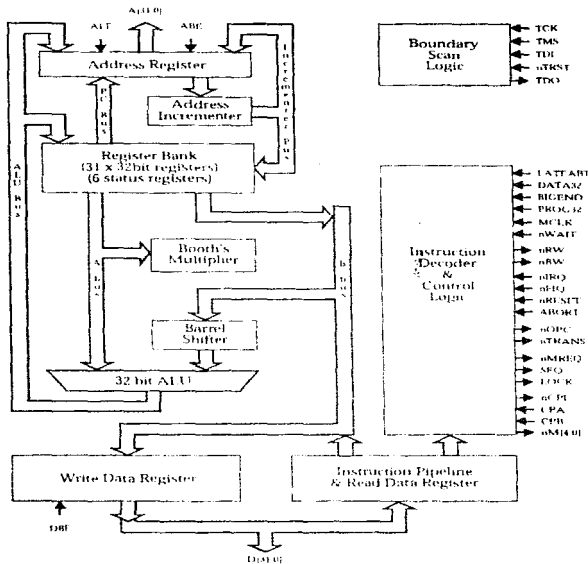 A[31:0]
ALE
ABE
Address Register
Address
Incrementer
PC Bus
Incrementer Bus
ALU Bus
Register Bank
(31 x 32bit registers)
(6 status registers)
A Bus
B Bus
Booth's
Multiplier
Barrel
Shifter
32 bit ALU
Write Data Register
Instruction Pipeline
& Read Data Register
DBE
D[31:0]
Boundary
Scan
Logic
TCK
TMS
TDI
nTRST
TDO
Instruction
Decoder
&
Control
Logic
LATEABT
DATA32
BIGEND
PROG32
MCLK
nWAIT
nRW
nBW
nIRQ
nFIQ
nRESET
ABORT
nOPC
nTRANS
nMREQ
SEQ
LOCK
nCPI
CPA
CPB
nM[4:0]